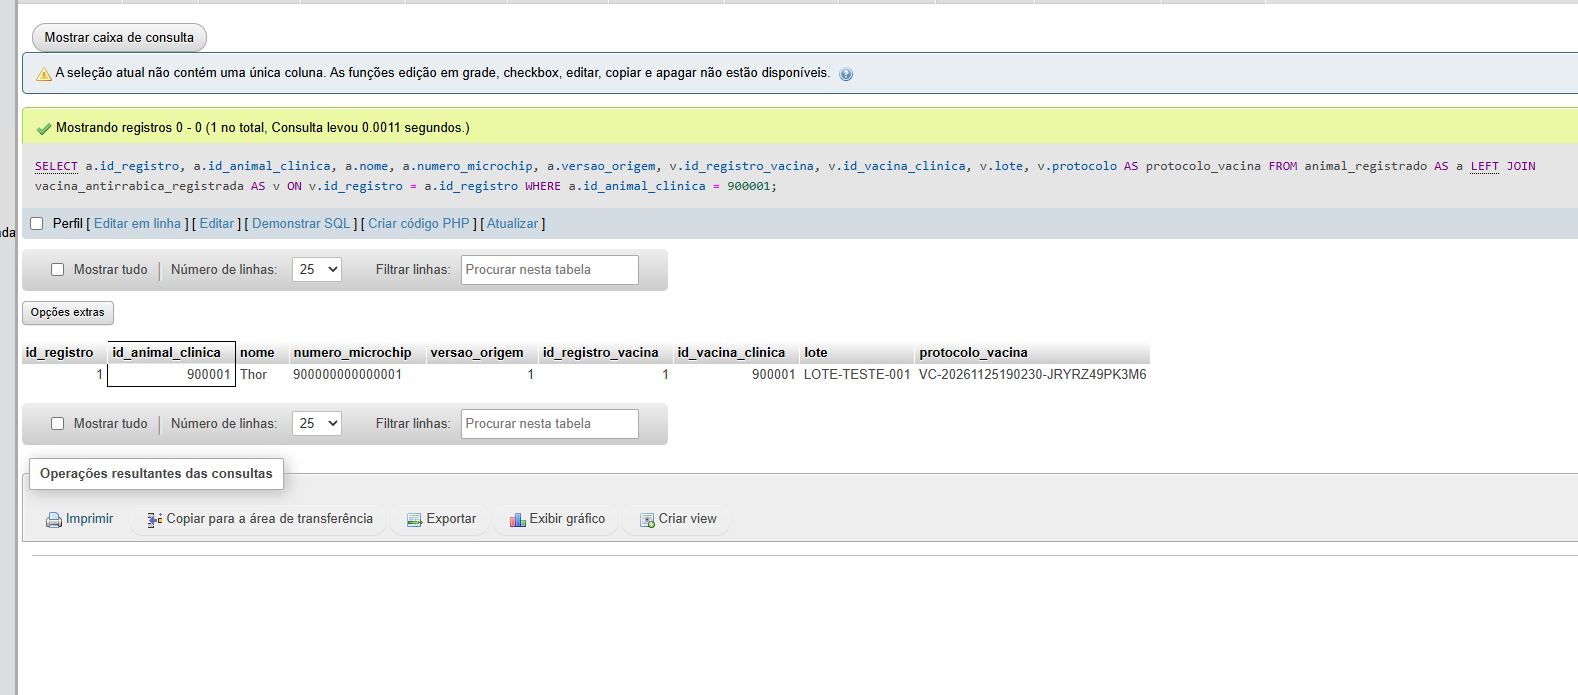 Mostrar caixa de consulta
A seleção atual não contém uma única coluna. As funções edição em grade, checkbox, editar, copiar e apagar não estão disponíveis.
Mostrando registros 0 - 0 (1 no total, Consulta levou 0.0011 segundos.)
SELECT a.id_registro, a.id_animal_clinica, a.nome, a.numero_microchip, a.versao_origem, v.id_registro_vacina, v.id_vacina_clinica, v.lote, v.protocolo AS protocolo_vacina FROM animal_registrado AS a LEFT JOIN
vacina_antirrabica_registrada AS v ON v.id_registro = a.id_registro WHERE a.id_animal_clinica = 900001;
Perfil [ Editar em linha ] [ Editar ] [ Demonstrar SQL ] [ Criar código PHP ] [ Atualizar ]
ada
Mostrar tudo Número de linhas: 25 Filtrar linhas: Procurar nesta tabela
Opções extras
id_registro id_animal_clinica nome numero_microchip versao_origem id_registro_vacina id_vacina_clinica lote protocolo_vacina
1 900001 Thor 900000000000001 1 1 900001 LOTE-TESTE-001 VC-20261125190230-JRYRZ49PK3M6
Mostrar tudo Número de linhas: 25 Filtrar linhas: Procurar nesta tabela
Operações resultantes das consultas
Imprimir Copiar para a área de transferência Exportar Exibir gráfico Criar view